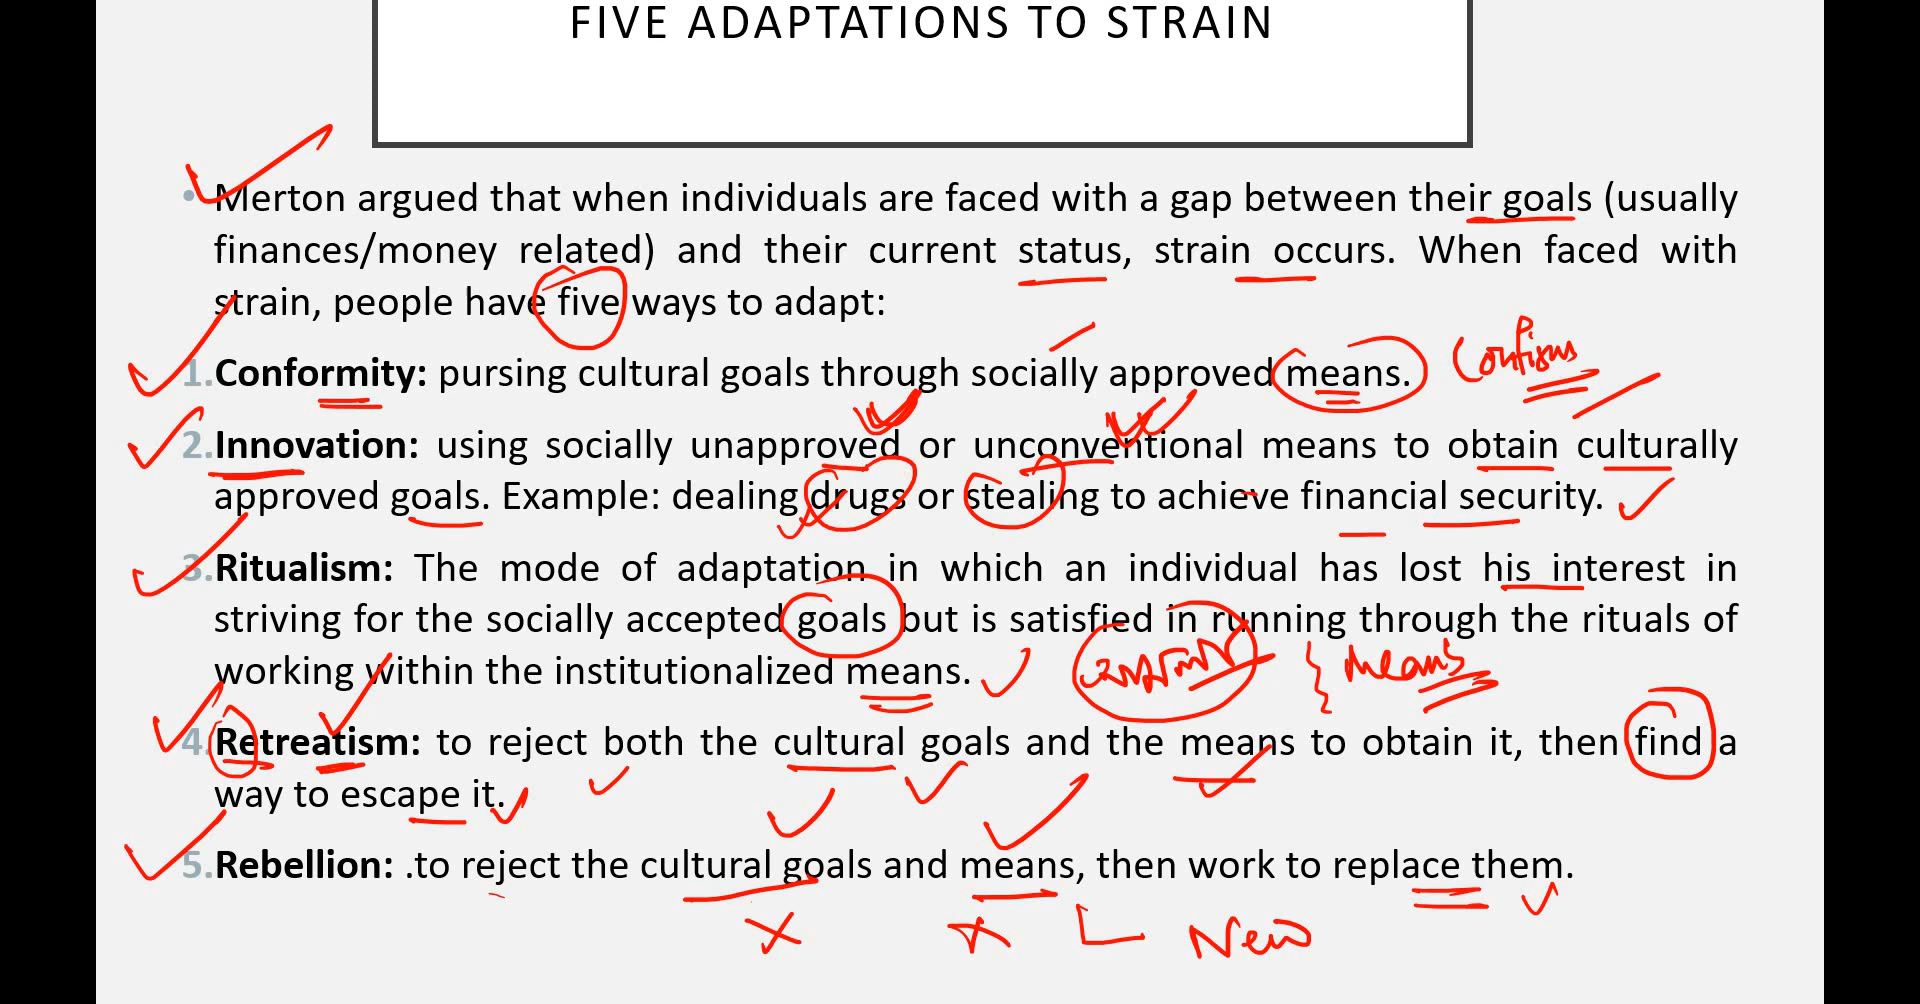 FIVE ADAPTATIONS TO STRAIN
• Merton argued that when individuals are faced with a gap between their goals (usually
finances/money related) and their current status, strain occurs. When faced with
strain, people have five ways to adapt:
1. Conformity: pursing cultural goals through socially approved means.
2. Innovation: using socially unapproved or unconventional means to obtain culturally
approved goals. Example: dealing drugs or stealing to achieve financial security.
3. Ritualism: The mode of adaptation in which an individual has lost his interest in
striving for the socially accepted goals but is satisfied in running through the rituals of
working within the institutionalized means.
means
4. Retreatism: to reject both the cultural goals and the means to obtain it, then find a
way to escape it.
5. Rebellion: .to reject the cultural goals and means, then work to replace them.
New